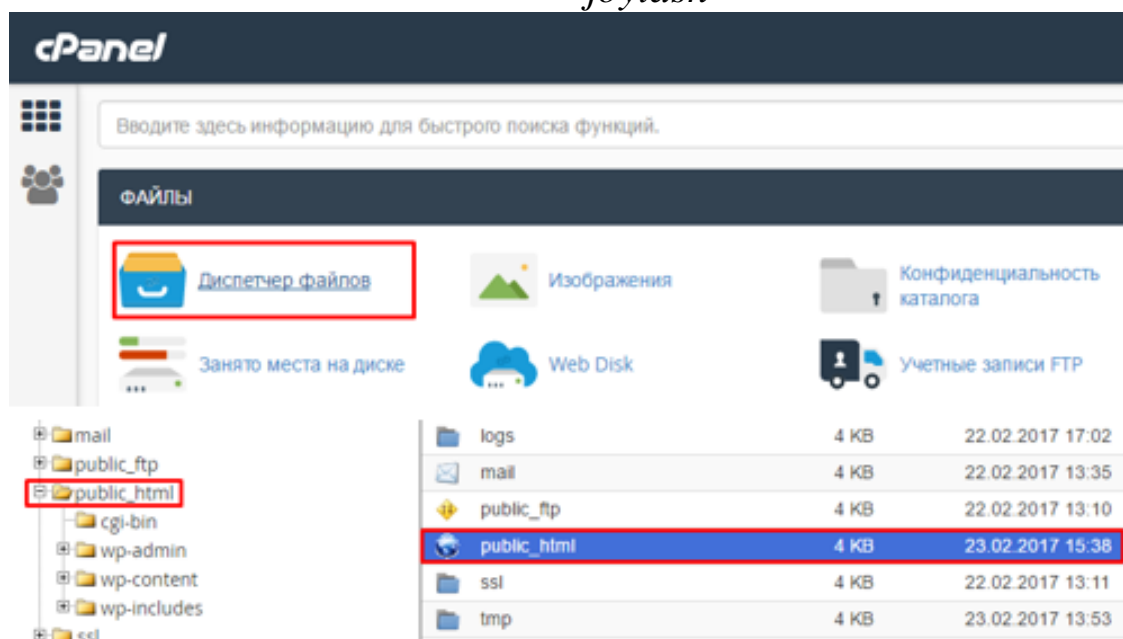 joylash
cPanel
Вводите здесь информацию для быстрого поиска функций.
ФАЙЛЫ
Диспетчер файлов
Изображения
Конфиденциальность
каталога
Занято места на диске
Web Disk
Учетные записи FTP
mail
public_ftp
public_html
cgi-bin
wp-admin
wp-content
wp-includes
ssl
logs 4 KB 22.02.2017 17:02
mail 4 KB 22.02.2017 13:35
public_ftp 4 KB 22.02.2017 13:10
public_html 4 KB 23.02.2017 15:38
ssl 4 KB 22.02.2017 13:11
tmp 4 KB 23.02.2017 13:53